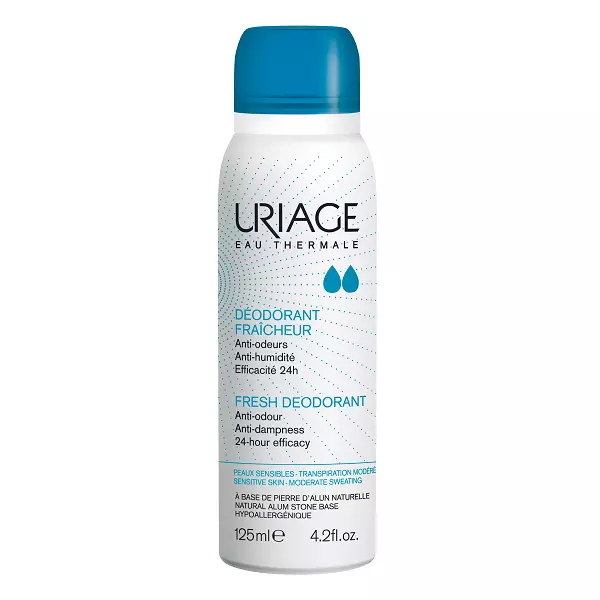 URIAGE
EAU THERMALE
DÉODORANT
FRAÎCHEUR
Anti-odeurs
Anti-humidité
Efficacité 24h
FRESH DEODORANT
Anti-odour
Anti-dampness
24-hour efficacy
PEAUX SENSIBLES - TRANSPIRATION MODÉRÉ
SENSITIVE SKIN - MODERATE SWEATING
À BASE DE PIERRE D'ALUN NATURELLE
NATURAL ALUM STONE BASE
HYPOALLERGÉNIQUE
125ml℮ 4.2fl.oz.